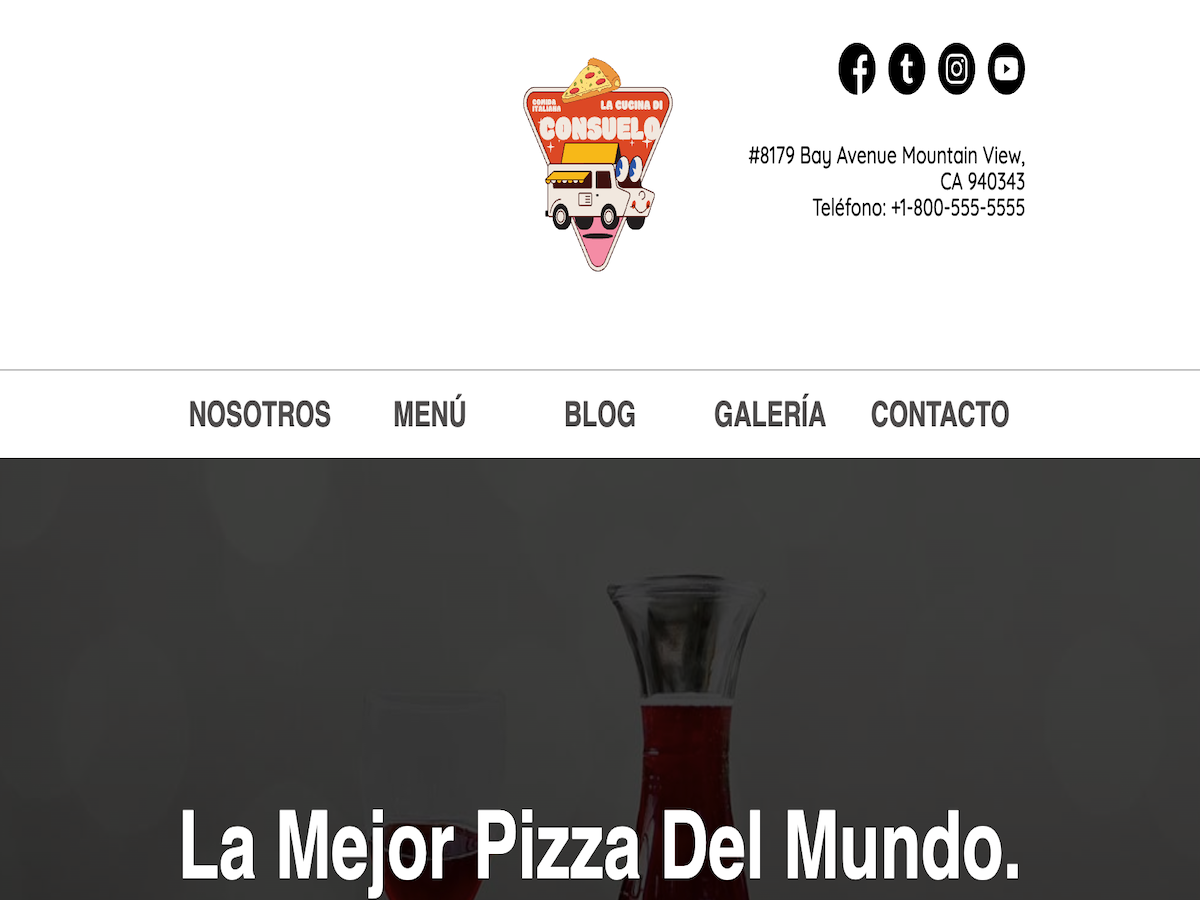 COMIDA
ITALIANA
LA CUCINA DI
CONSUELO
#8179 Bay Avenue Mountain View,
CA 940343
Teléfono: +1-800-555-5555
NOSOTROS MENÚ BLOG GALERÍA CONTACTO
La Mejor Pizza Del Mundo.